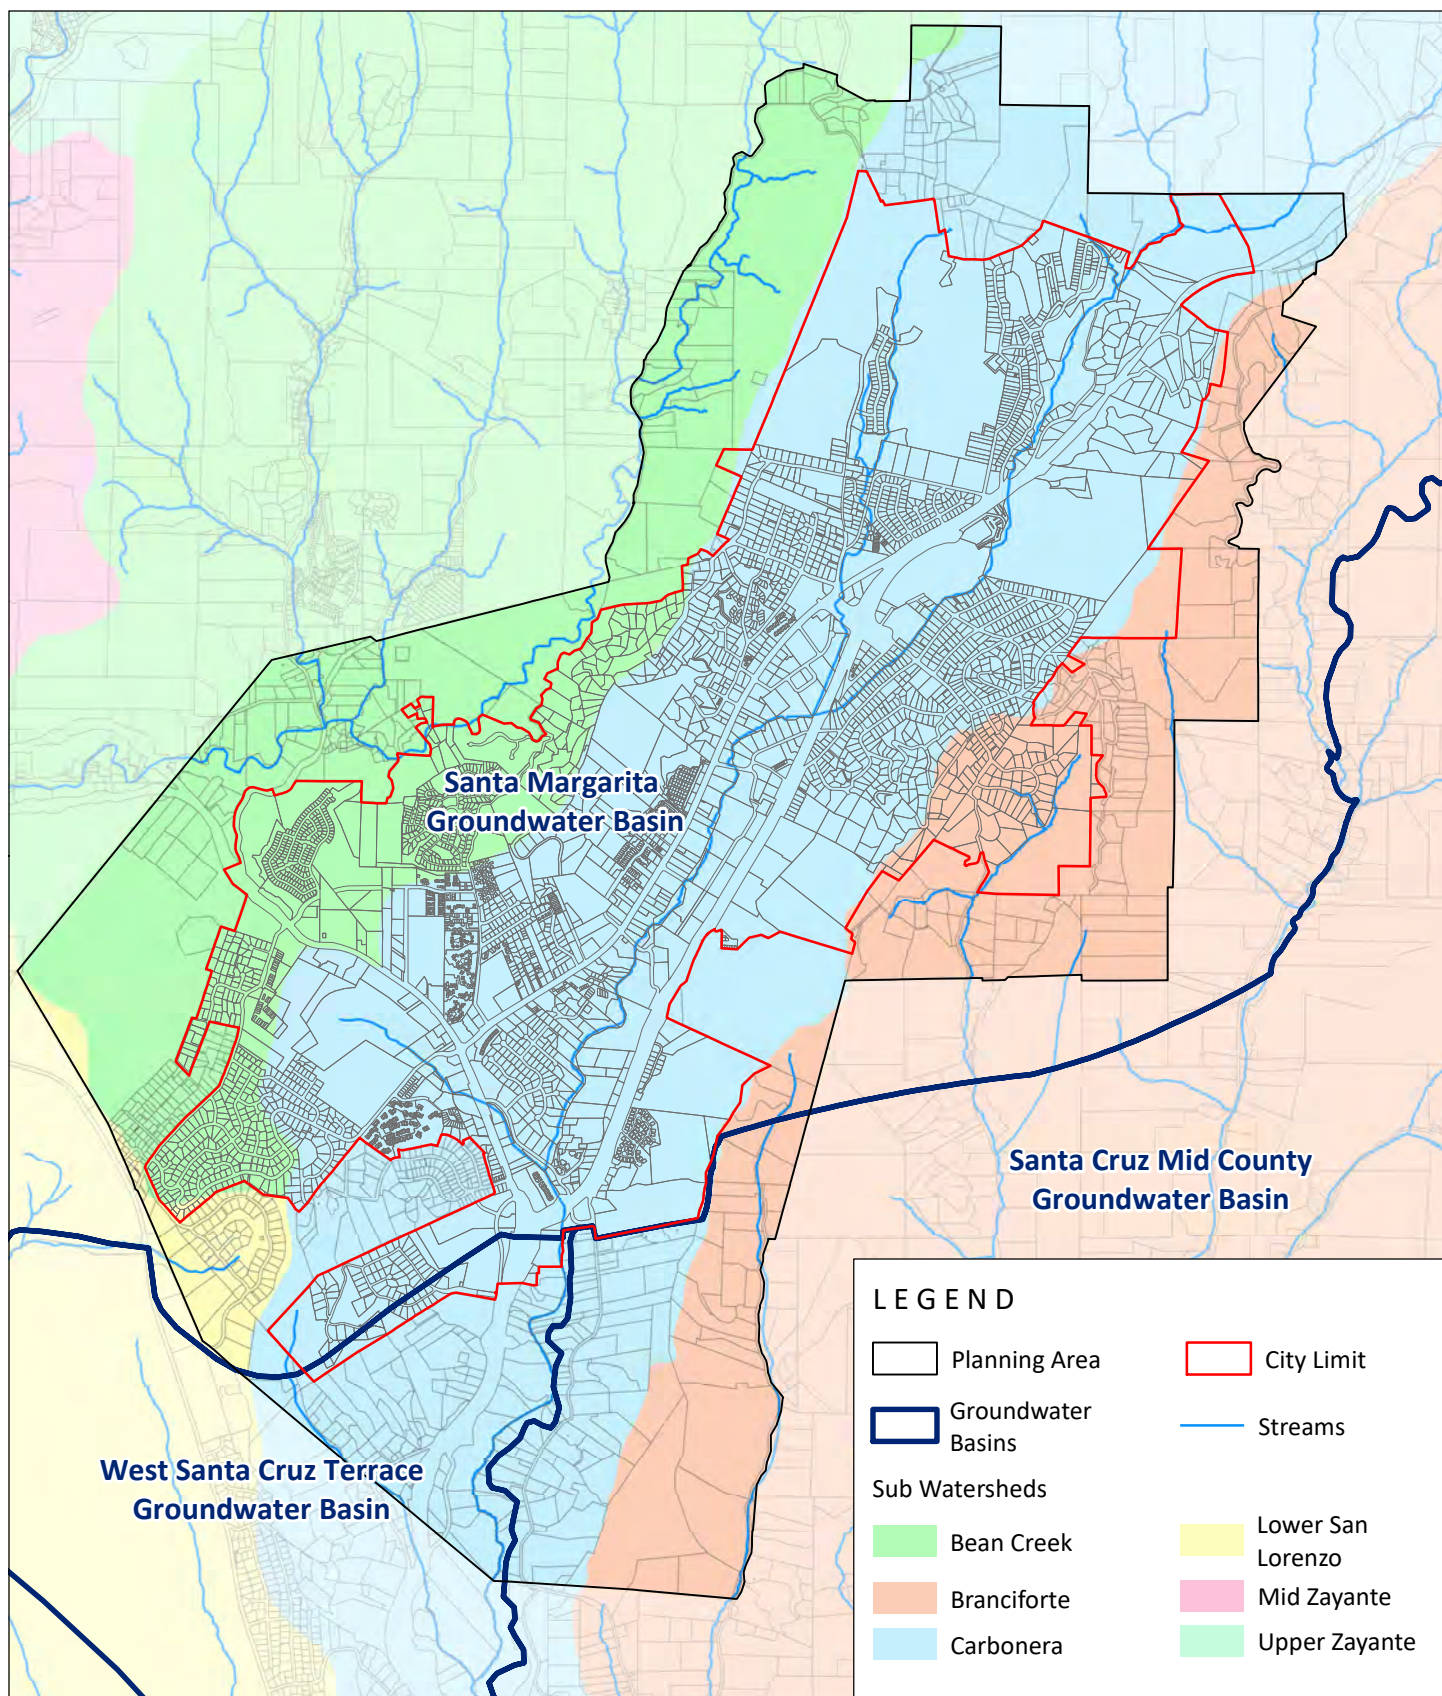 Santa Margarita
Groundwater Basin
Santa Cruz Mid County
Groundwater Basin
West Santa Cruz Terrace
Groundwater Basin
LEGEND
Planning Area
City Limit
Groundwater
Basins
Streams
Sub Watersheds
Bean Creek
Lower San
Lorenzo
Branciforte
Mid Zayante
Carbonera
Upper Zayante